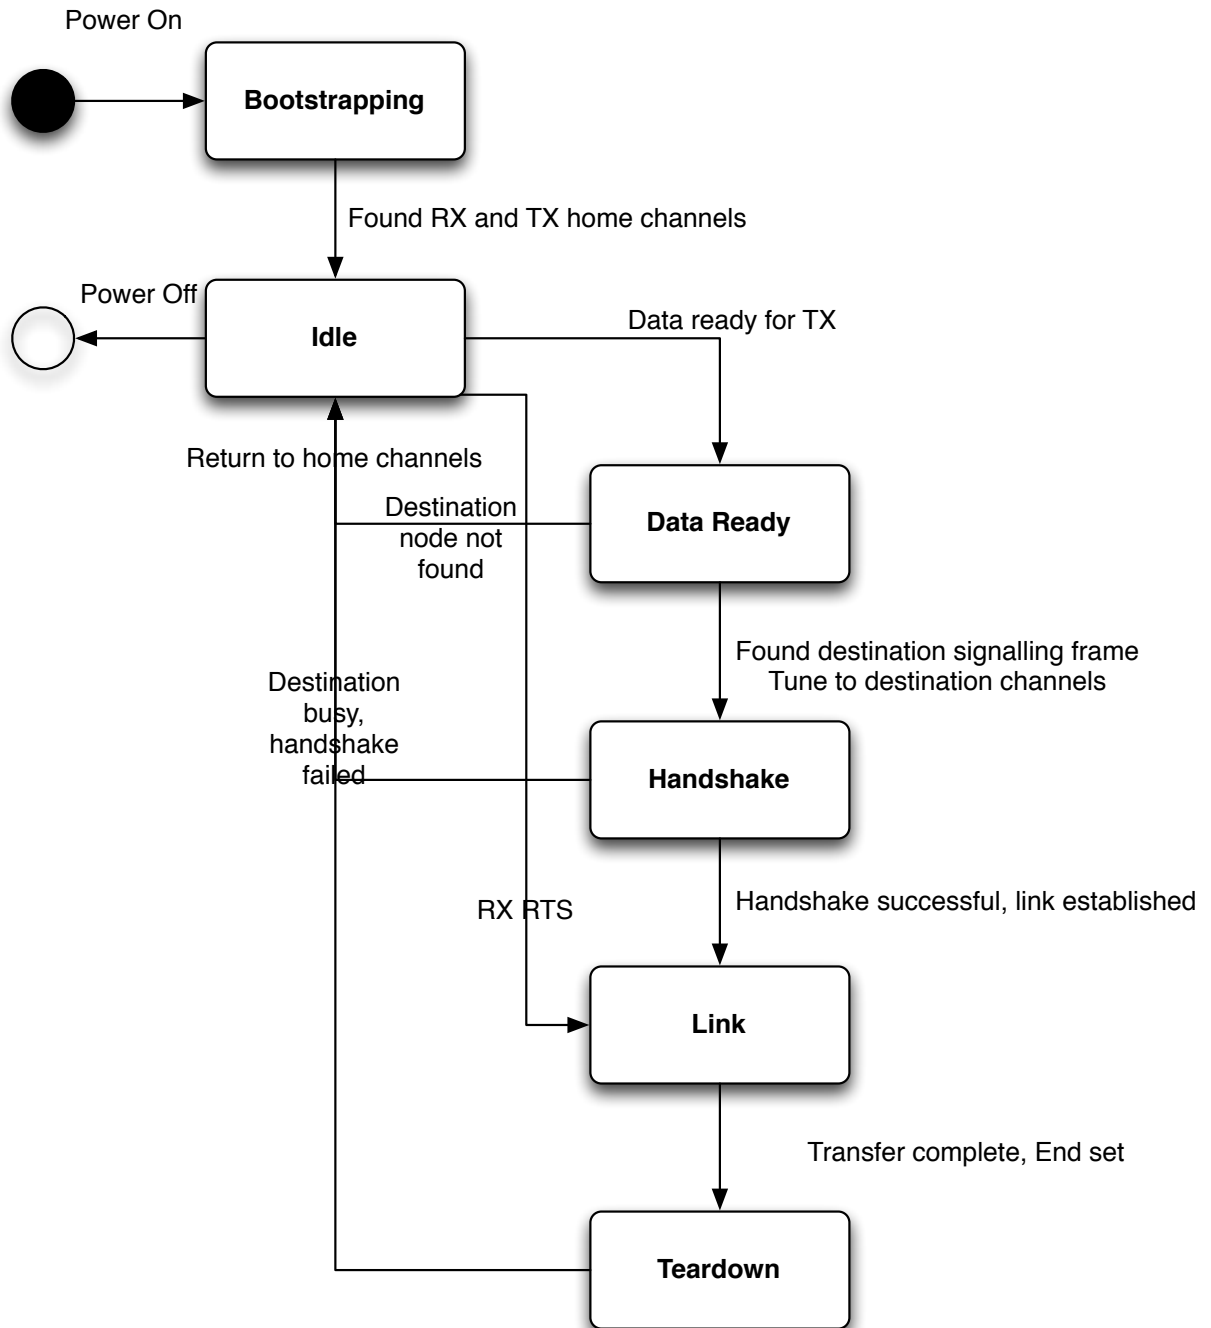 Power On
Bootstrapping
Found RX and TX home channels
Power Off
Idle
Data ready for TX
Return to home channels
Destination
node not
found
Data Ready
Found destination signalling frame
Tune to destination channels
Destination
busy,
handshake
failed
Handshake
RX RTS
Handshake successful, link established
Link
Transfer complete, End set
Teardown